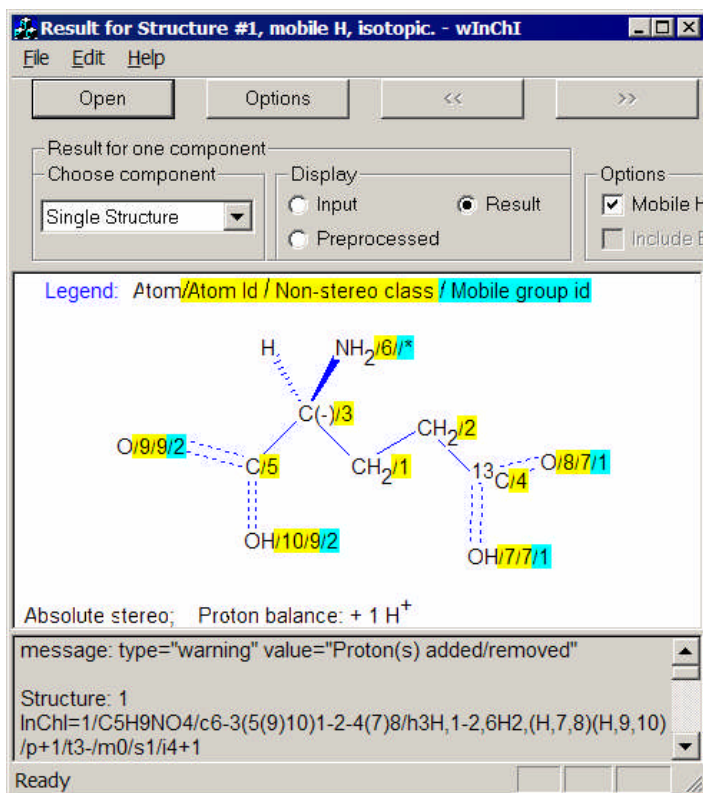 Result for Structure #1, mobile H, isotopic. - wInChI
File Edit Help
Open Options << >>
Result for one component
Choose component Display Options
Single Structure Input Result Mobile H
Preprocessed Include
Legend: Atom/Atom Id / Non-stereo class / Mobile group id
H NH2/6//*
C(-)/3
CH2/2
O/9/9/2 C/5 CH2/1 13C/4 O/8/7/1
OH/10/9/2 OH/7/7/1
Absolute stereo; Proton balance: + 1 H+
message: type="warning" value="Proton(s) added/removed"
Structure: 1
InChI=1/C5H9NO4/c6-3(5(9)10)1-2-4(7)8/h3H,1-2,6H2,(H,7,8)(H,9,10)
/p+1/t3-/m0/s1/i4+1
Ready